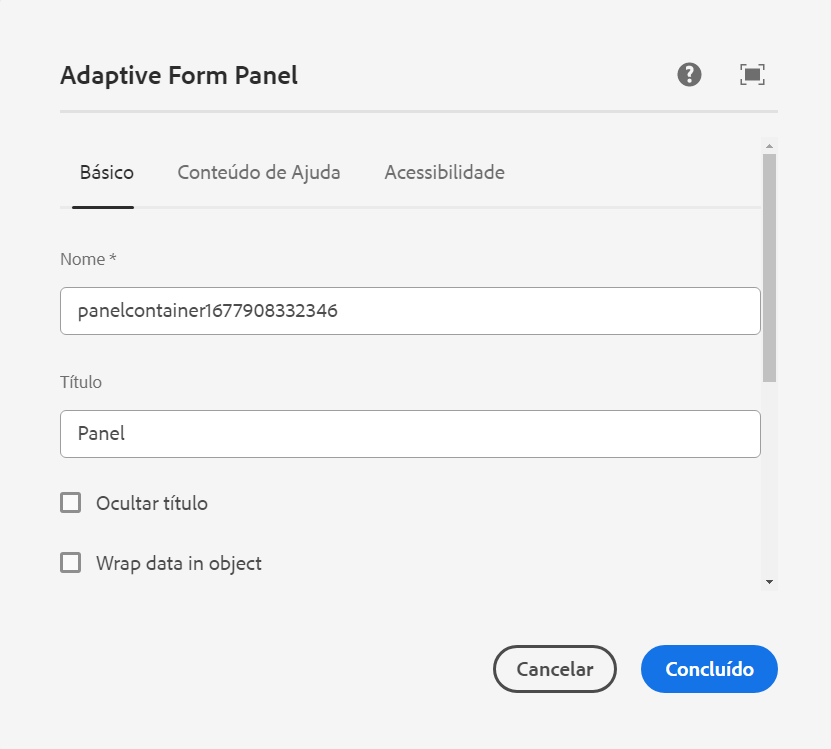 Adaptive Form Panel
Básico Conteúdo de Ajuda Acessibilidade
Nome *
panelcontainer1677908332346
Título
Panel
Ocultar título
Wrap data in object
Cancelar Concluído